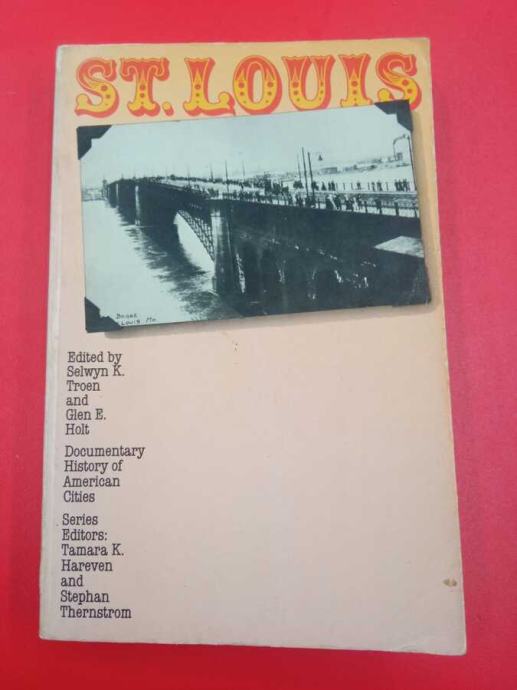 ST. LOUIS
BRIDGE
LOUIS MO.
Edited by
Selwyn K.
Troen
and
Glen E.
Holt
Documentary
History of
American
Cities
Series
Editors:
Tamara K.
Hareven
and
Stephan
Thernstrom